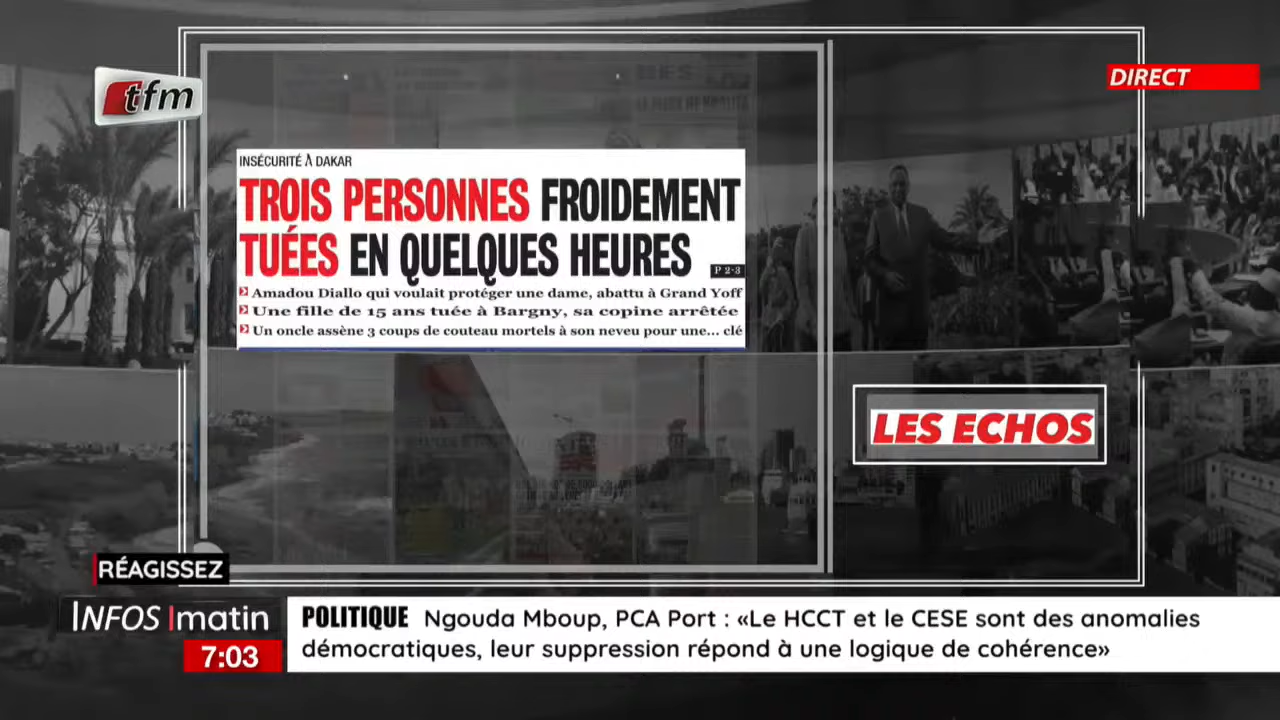 tfm
DIRECT
INSÉCURITÉ À DAKAR
TROIS PERSONNES FROIDEMENT
TUÉES EN QUELQUES HEURES
P 2-3
Amadou Diallo qui voulait protéger une dame, abattu à Grand Yoff
Une fille de 15 ans tuée à Bargny, sa copine arrêtée
Un oncle assène 3 coups de couteau mortels à son neveu pour une... clé
LES ECHOS
RÉAGISSEZ
INFOS matin
7:03
POLITIQUE Ngouda Mboup, PCA Port : «Le HCCT et le CESE sont des anomalies
démocratiques, leur suppression répond à une logique de cohérence»